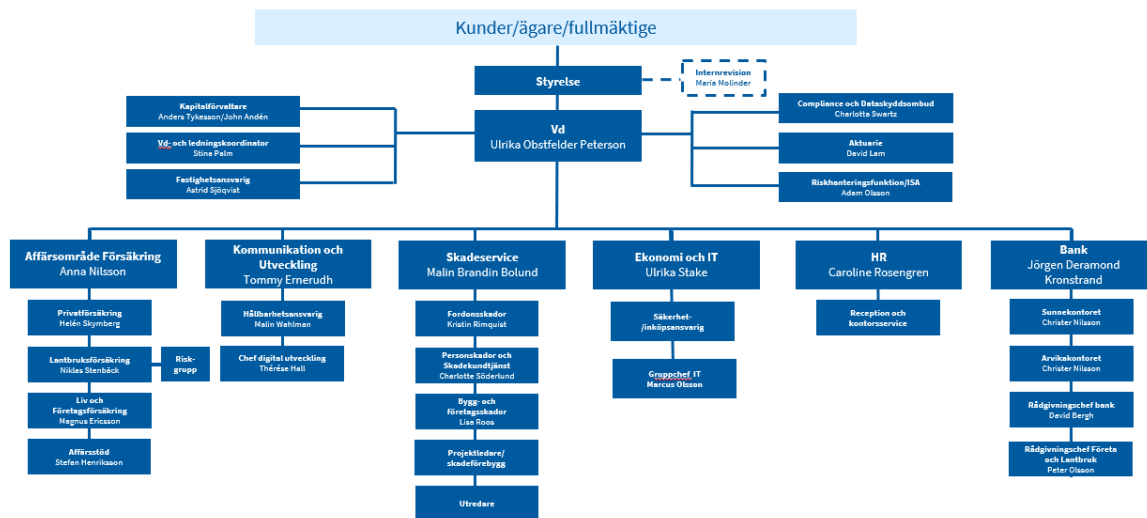 Kunder/ägare/fullmäktige
Styrelse
Internrevision
Maria Molinder
Kapitalförvaltare
Anders Tykesson/John Andén
Vd- och ledningskoordinator
Stina Palm
Fastighetsansvarig
Astrid Sjöqvist
Vd
Ulrika Obstfelder Peterson
Compliance och Dataskyddsombud
Charlotta Swartz
Aktuarie
David Lam
Riskhanteringsfunktion/ISA
Adam Olsson
Affärsområde Försäkring
Anna Nilsson
Privatförsäkring
Helén Skymberg
Lantbruksförsäkring
Niklas Stenbäck
Risk-
grupp
Liv och
Företagsförsäkring
Magnus Ericsson
Affärsstöd
Stefan Henriksson
Kommunikation och
Utveckling
Tommy Ernerudh
Hållbarhetsansvarig
Malin Wahlman
Chef digital utveckling
Thérése Hall
Skadeservice
Malin Brandin Bolund
Fordonsskador
Kristin Rimquist
Personskador och
Skadekundtjänst
Charlotte Söderlund
Bygg- och
företagsskador
Lisa Roos
Projektledare/
skadeförebygg
Utredare
Ekonomi och IT
Ulrika Stake
Säkerhet-
/inköpsansvarig
Gruppchef IT
Marcus Olsson
HR
Caroline Rosengren
Reception och
kontorsservice
Bank
Jörgen Deramond
Kronstrand
Sunnekontoret
Christer Nilsson
Arvikakontoret
Christer Nilsson
Rådgivningschef bank
David Bergh
Rådgivningschef Företa
och Lantbruk
Peter Olsson